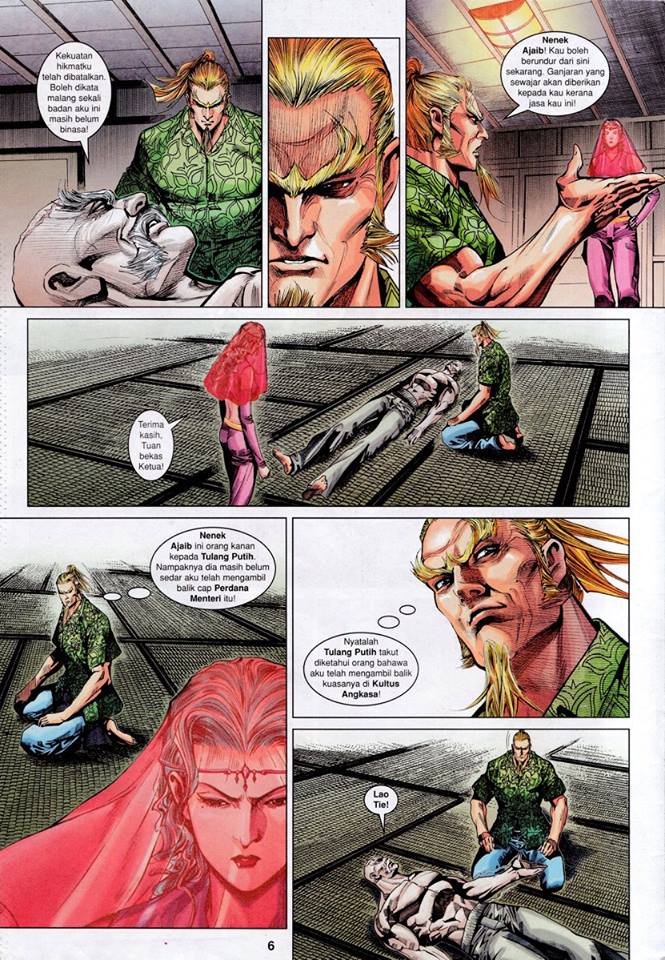 Kekuatan
hikmatku
telah dibatalkan.
Boleh dikata
malang sekali
badan aku ini
masih belum
binasa!
Nenek
Ajaib! Kau boleh
berundur dari sini
sekarang. Ganjaran yang
sewajar akan diberikan
kepada kau kerana
jasa kau ini!
Terima
kasih,
Tuan
bekas
Ketua!
Nenek
Ajaib ini orang kanan
kepada Tulang Putih.
Nampaknya dia masih belum
sedar aku telah mengambil
balik cap Perdana
Menteri itu!
Nyatalah
Tulang Putih takut
diketahui orang bahawa
aku telah mengambil balik
kuasanya di Kultus
Angkasa!
Lao
Tie!
6